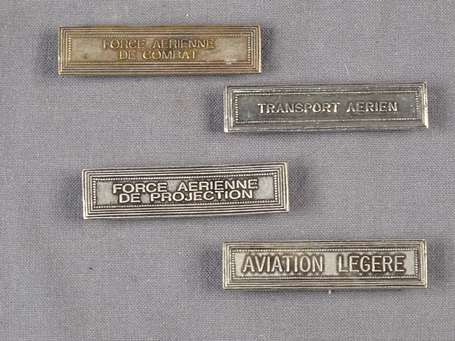 FORCE AERIENNE
DE COMBAT
TRANSPORT AERIEN
FORCE AERIENNE
DE PROJECTION
AVIATION LEGERE